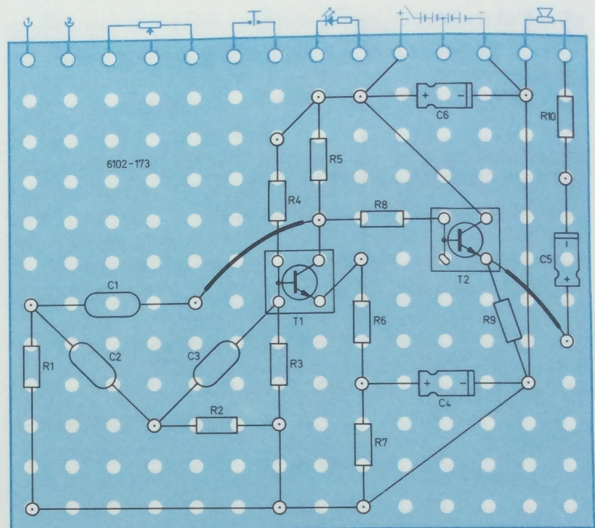 + -
+ C6 -
R10
6102-173
R5
R4
R8
T2
- C5 +
C1
T1
R9
R6
C2
C3
R1
R3
+ C4 -
R2
R7